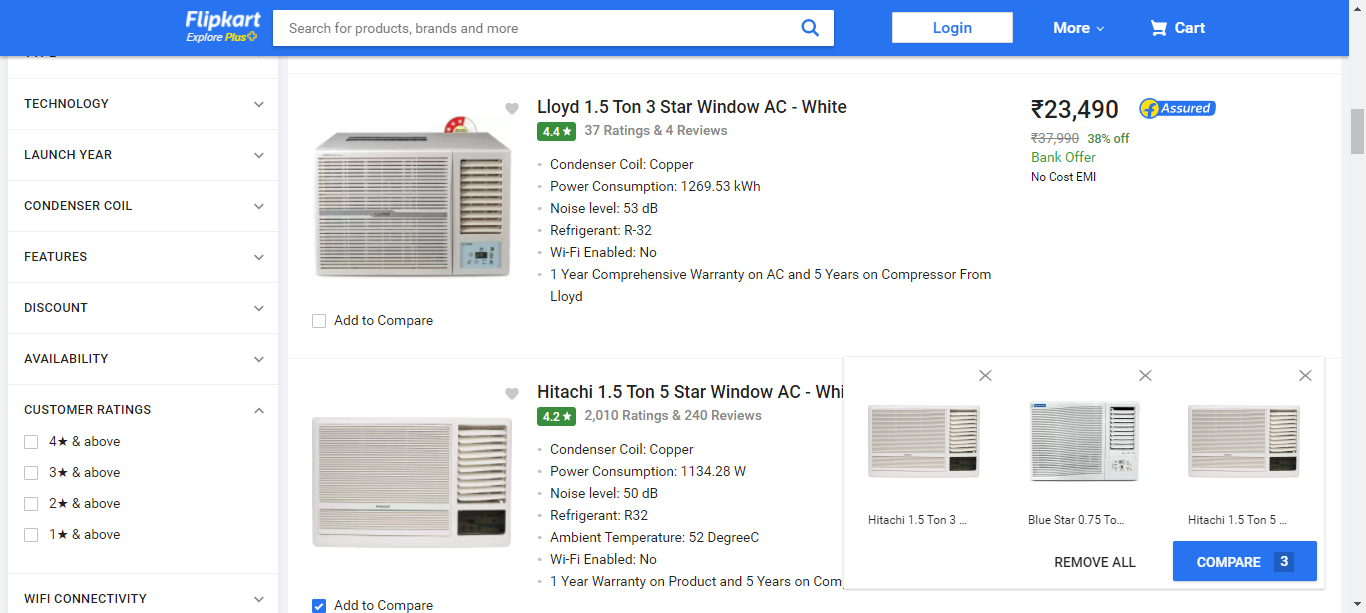 Flipkart
Explore Plus
Search for products, brands and more
Login
More
Cart
TECHNOLOGY
LAUNCH YEAR
CONDENSER COIL
FEATURES
DISCOUNT
AVAILABILITY
CUSTOMER RATINGS
4★ & above
3★ & above
2★ & above
1★ & above
WIFI CONNECTIVITY
Lloyd 1.5 Ton 3 Star Window AC - White
4.4 ★ 37 Ratings & 4 Reviews
Condenser Coil: Copper
Power Consumption: 1269.53 kWh
Noise level: 53 dB
Refrigerant: R-32
Wi-Fi Enabled: No
1 Year Comprehensive Warranty on AC and 5 Years on Compressor From
Lloyd
Add to Compare
₹23,490
Assured
₹37,990 38% off
Bank Offer
No Cost EMI
Hitachi 1.5 Ton 5 Star Window AC - Whi
4.2 ★ 2,010 Ratings & 240 Reviews
Condenser Coil: Copper
Power Consumption: 1134.28 W
Noise level: 50 dB
Refrigerant: R32
Ambient Temperature: 52 DegreeC
Wi-Fi Enabled: No
1 Year Warranty on Product and 5 Years on Com
Add to Compare
Hitachi 1.5 Ton 3 ...
Blue Star 0.75 To...
Hitachi 1.5 Ton 5 ...
REMOVE ALL
COMPARE 3